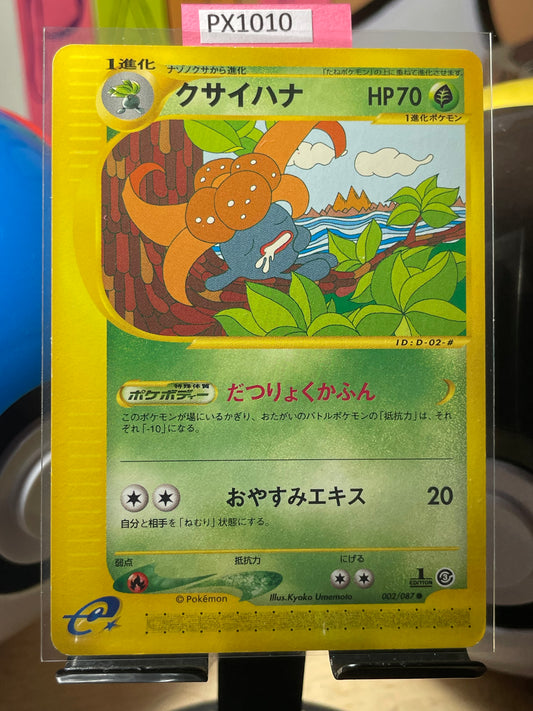 PX1010
1進化
ナゾノクサから進化
「たねポケモン」の上に重ねて進化させます。
クサイハナ HP70
1進化ポケモン
ID:D-02-#
特殊体質
ポケボディー だつりょくかふん
このポケモンが場にいるかぎり、おたがいのバトルポケモンの「抵抗力」は、それ
ぞれ「-10」になる。
おやすみエキス 20
自分と相手を「ねむり」状態にする。
弱点 抵抗力 にげる
1
EDITION
3
©Pokémon Illus.Kyoko Umemoto 002/087 ●
e